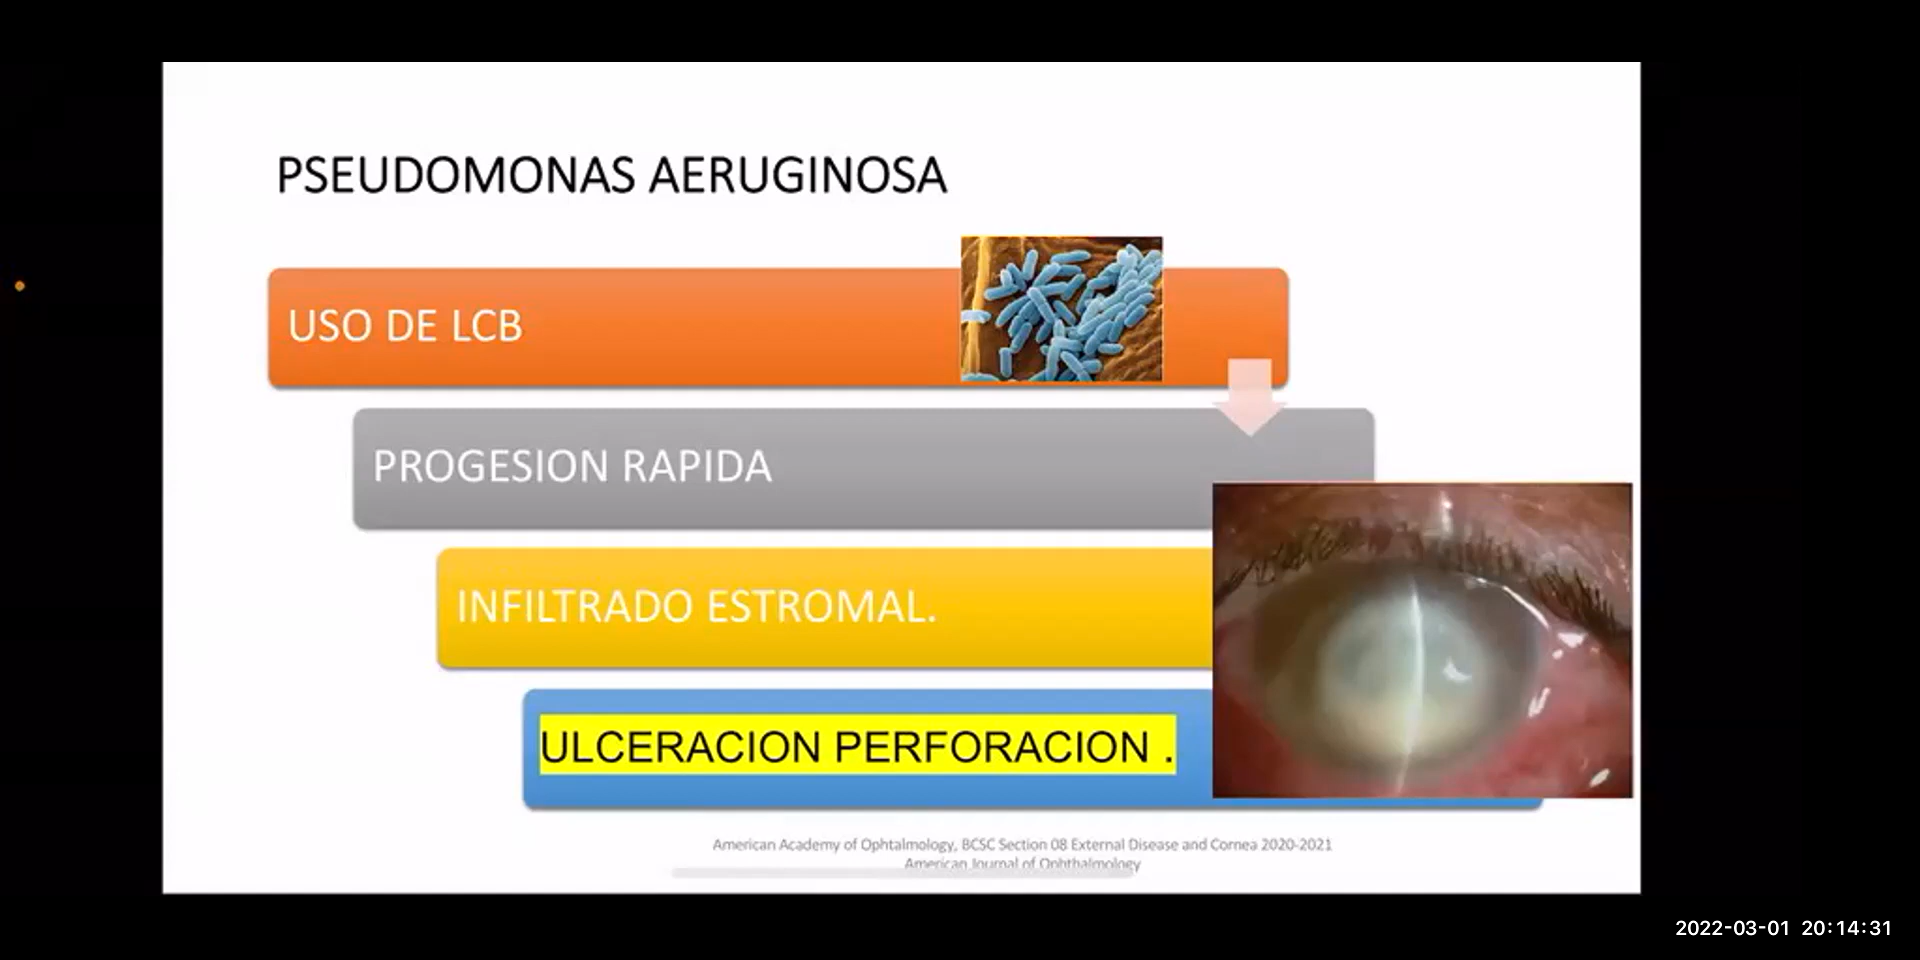 PSEUDOMONAS AERUGINOSA
USO DE LCB
PROGESION RAPIDA
INFILTRADO ESTROMAL.
ULCERACION PERFORACION .
American Academy of Ophtalmology, BCSC Section 08 External Disease and Cornea 2020-2021
American Journal of Ophthalmology
2022-03-01 20:14:31